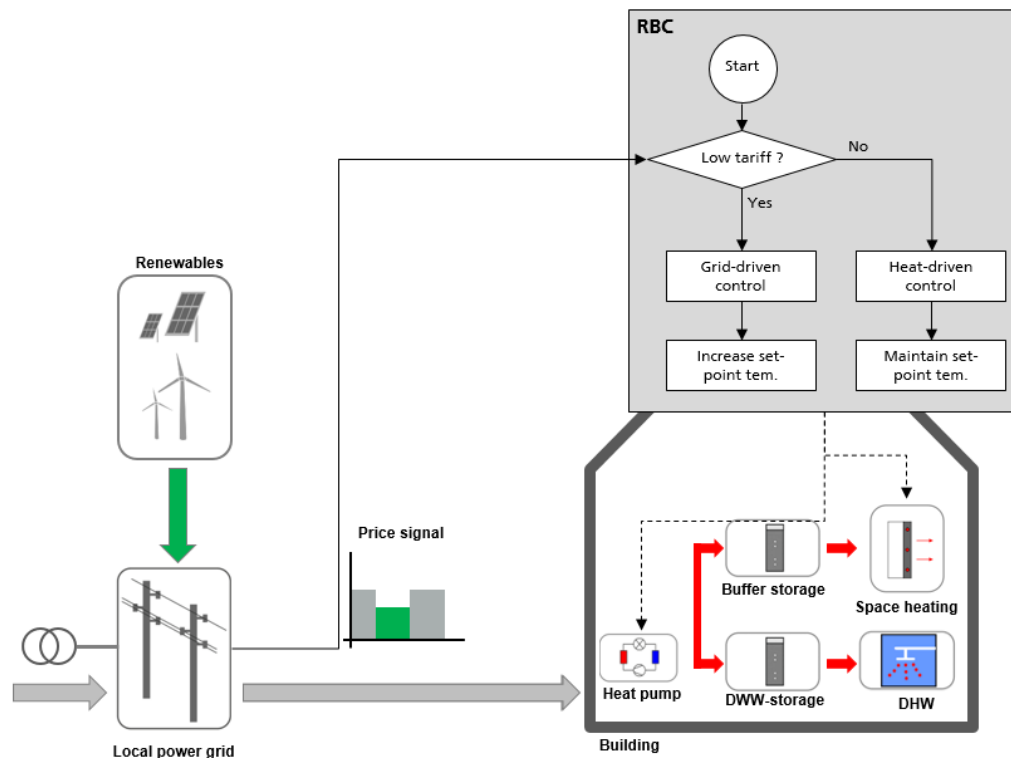 RBC
Start
Low tariff ?
No
Yes
Grid-driven
control
Heat-driven
control
Increase set-
point tem.
Maintain set-
point tem.
Renewables
Price signal
Buffer storage
Space heating
Heat pump
DWW-storage
DHW
Building
Local power grid